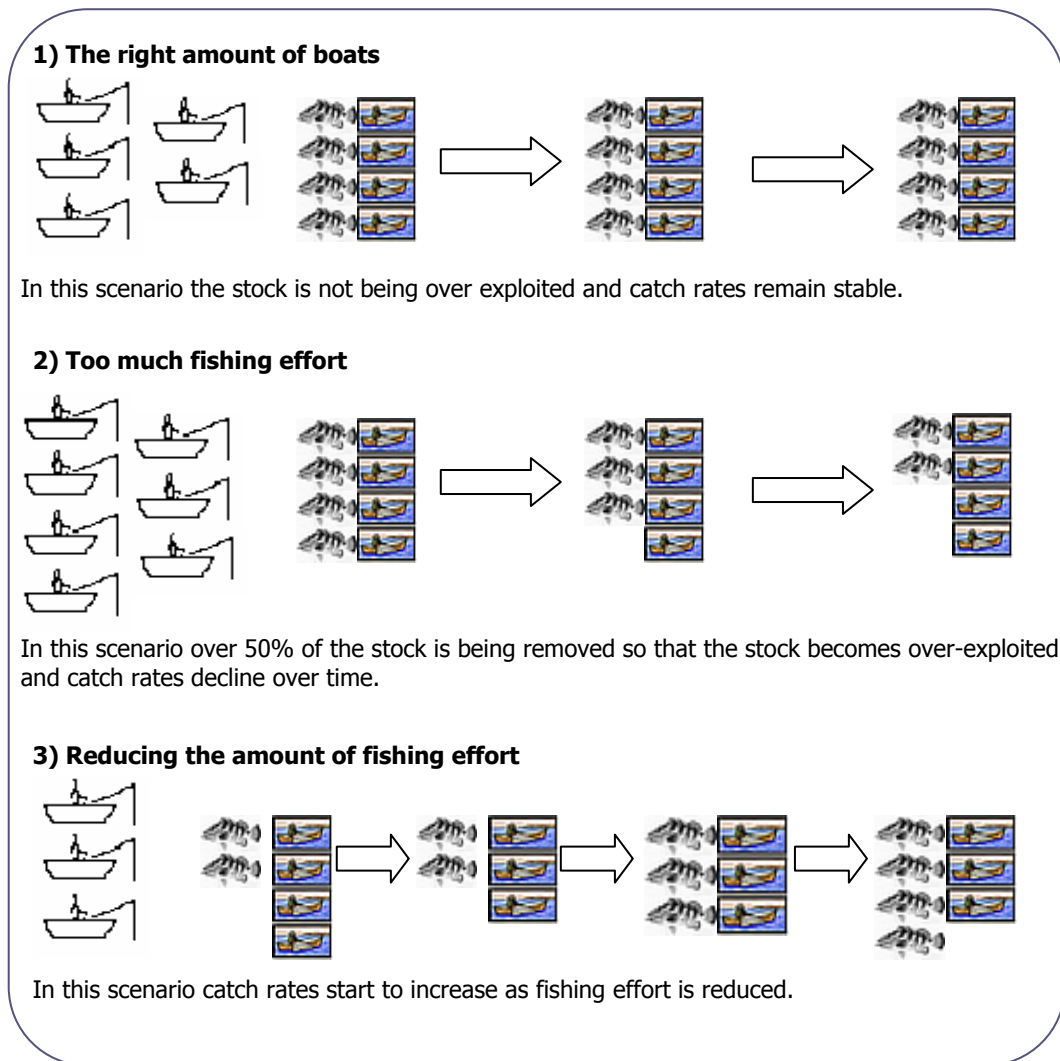 1) The right amount of boats
In this scenario the stock is not being over exploited and catch rates remain stable.
2) Too much fishing effort
In this scenario over 50% of the stock is being removed so that the stock becomes over-exploited
and catch rates decline over time.
3) Reducing the amount of fishing effort
In this scenario catch rates start to increase as fishing effort is reduced.